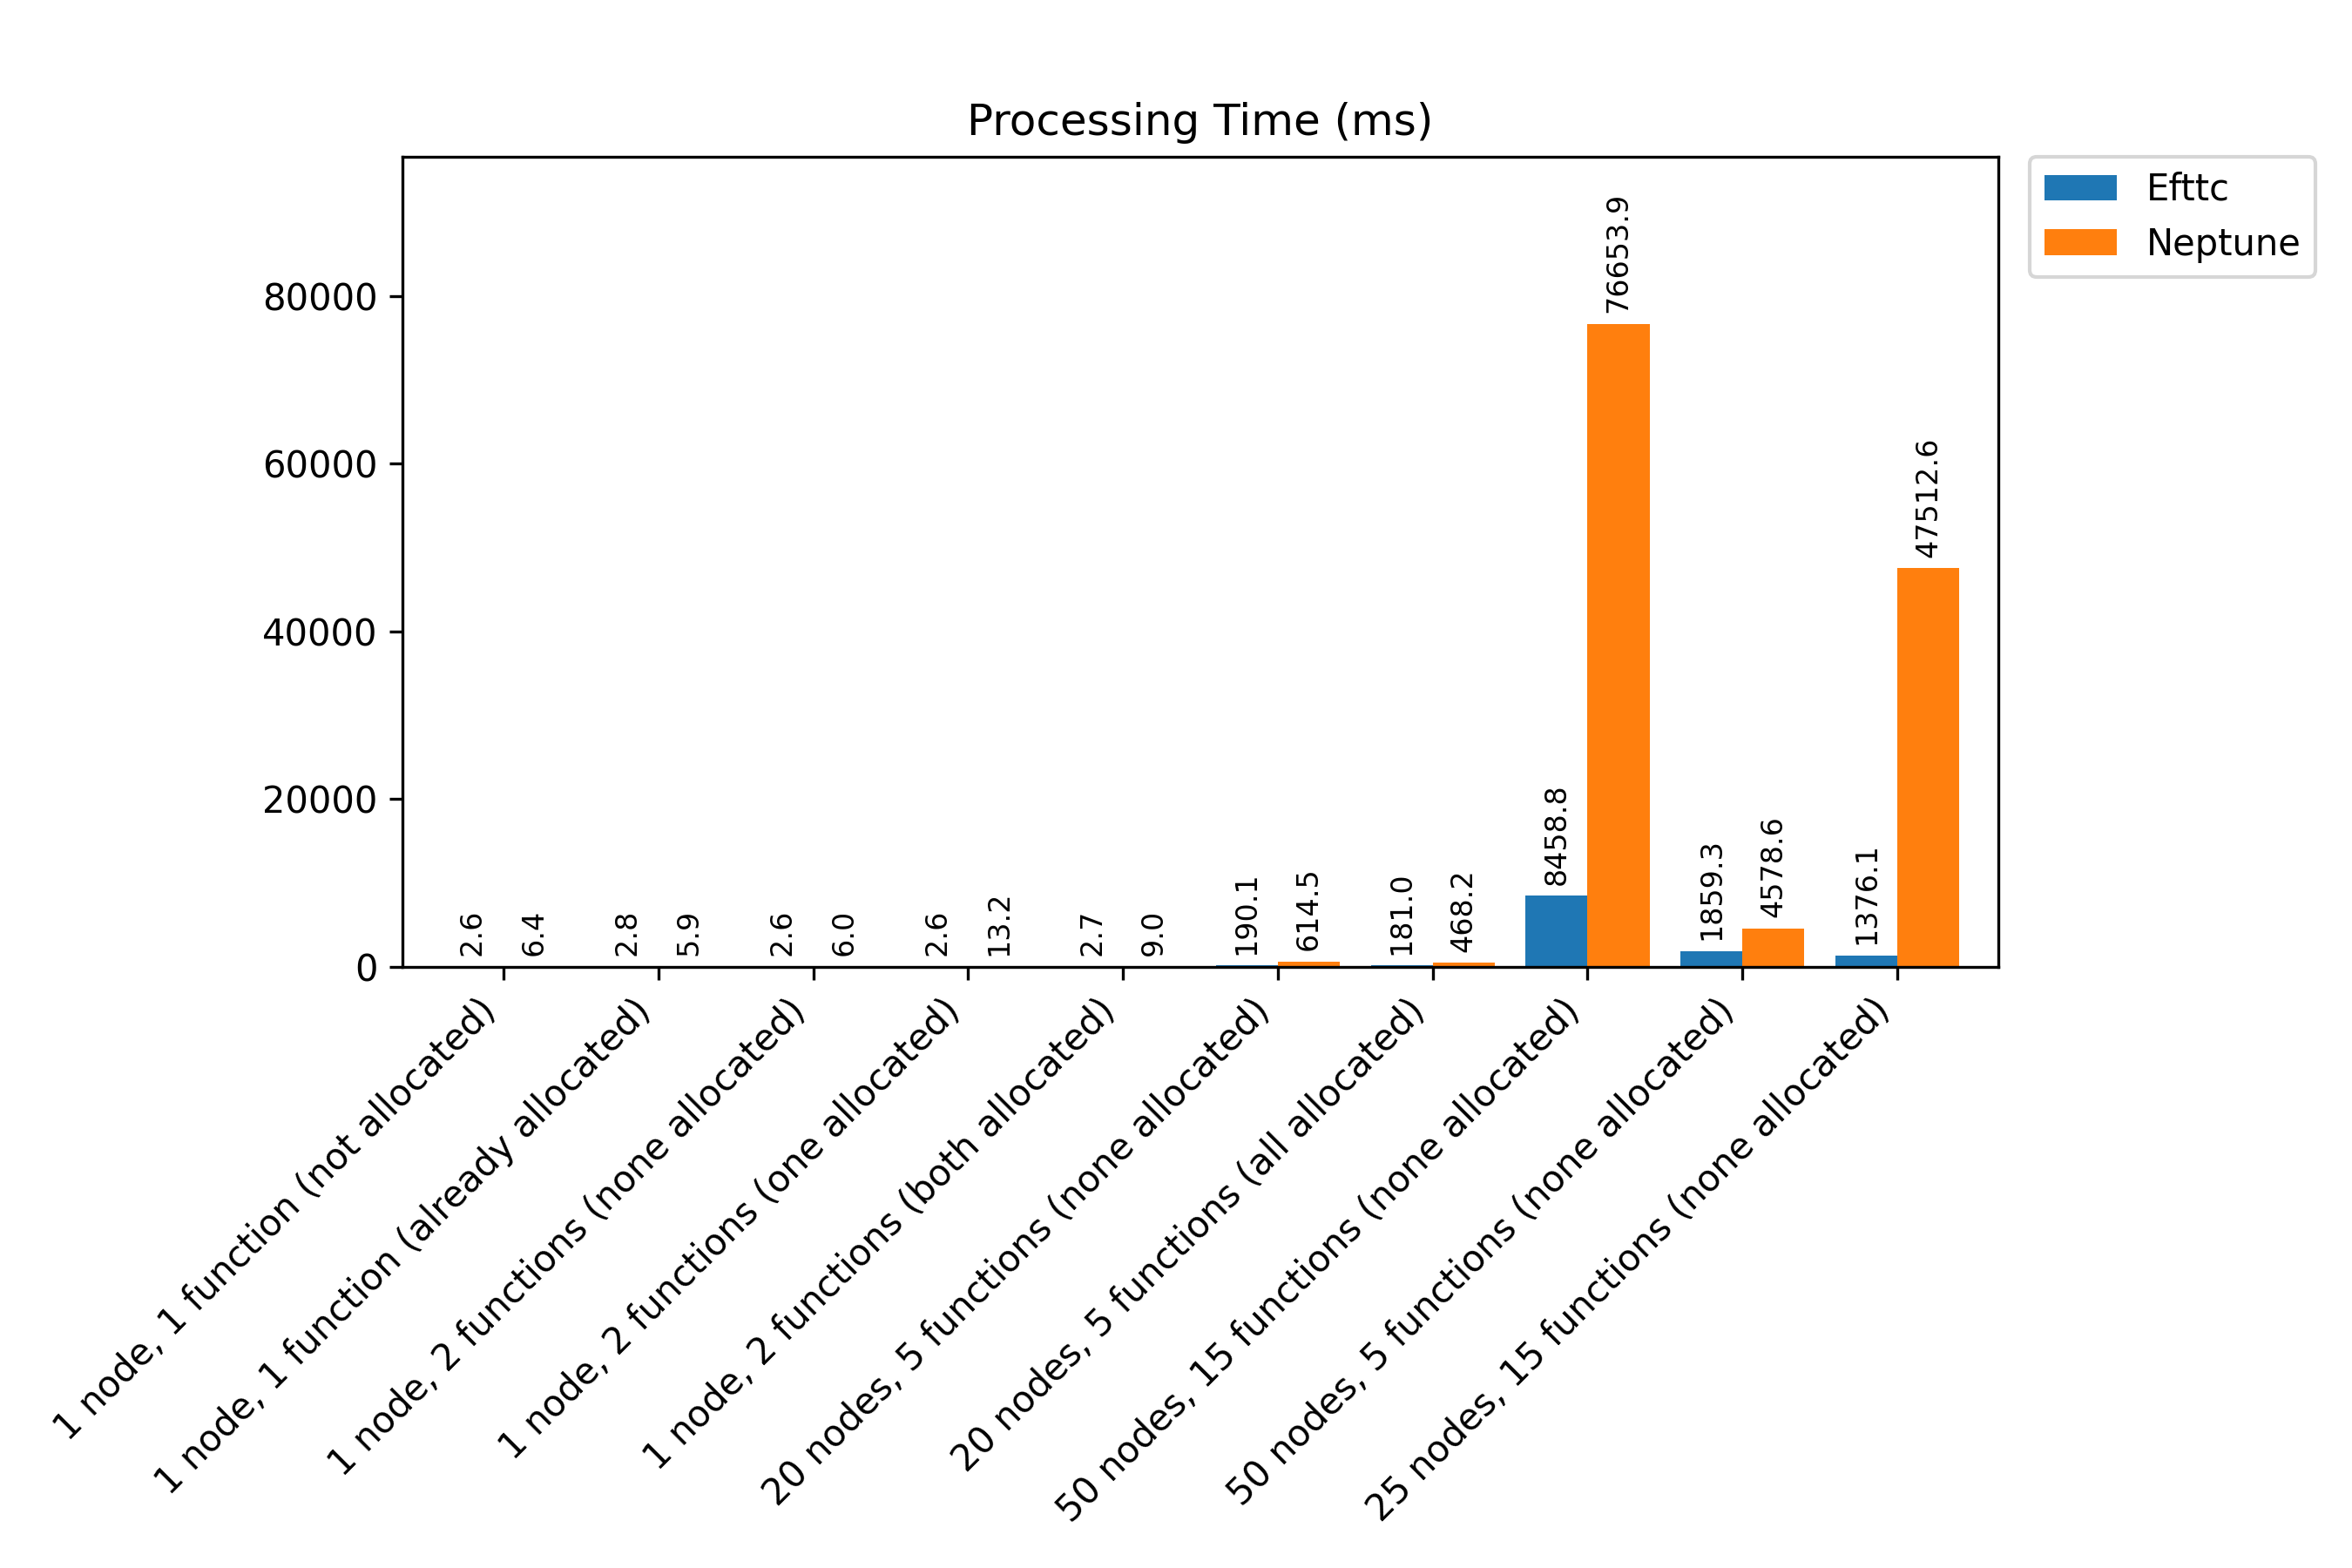 Processing Time (ms)
Efttc
Neptune
80000
60000
40000
20000
0
2.6
6.4
2.8
5.9
2.6
6.0
2.6
13.2
2.7
9.0
190.1
614.5
181.0
468.2
8458.8
76653.9
1859.3
4578.6
1376.1
47512.6
1 node, 1 function (not allocated)
1 node, 1 function (already allocated)
1 node, 2 functions (none allocated)
1 node, 2 functions (one allocated)
1 node, 2 functions (both allocated)
20 nodes, 5 functions (none allocated)
20 nodes, 5 functions (all allocated)
50 nodes, 15 functions (none allocated)
50 nodes, 5 functions (none allocated)
25 nodes, 15 functions (none allocated)